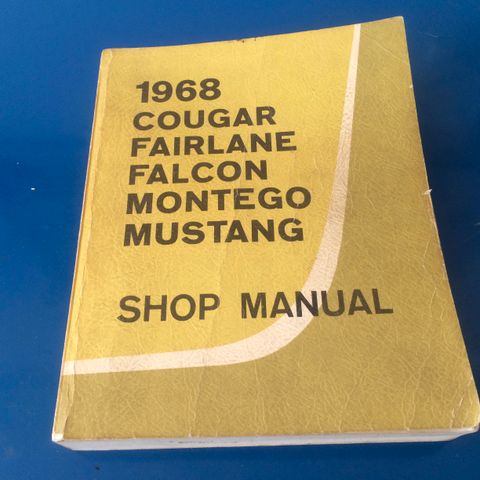 1968
COUGAR
FAIRLANE
FALCON
MONTEGO
MUSTANG
SHOP MANUAL